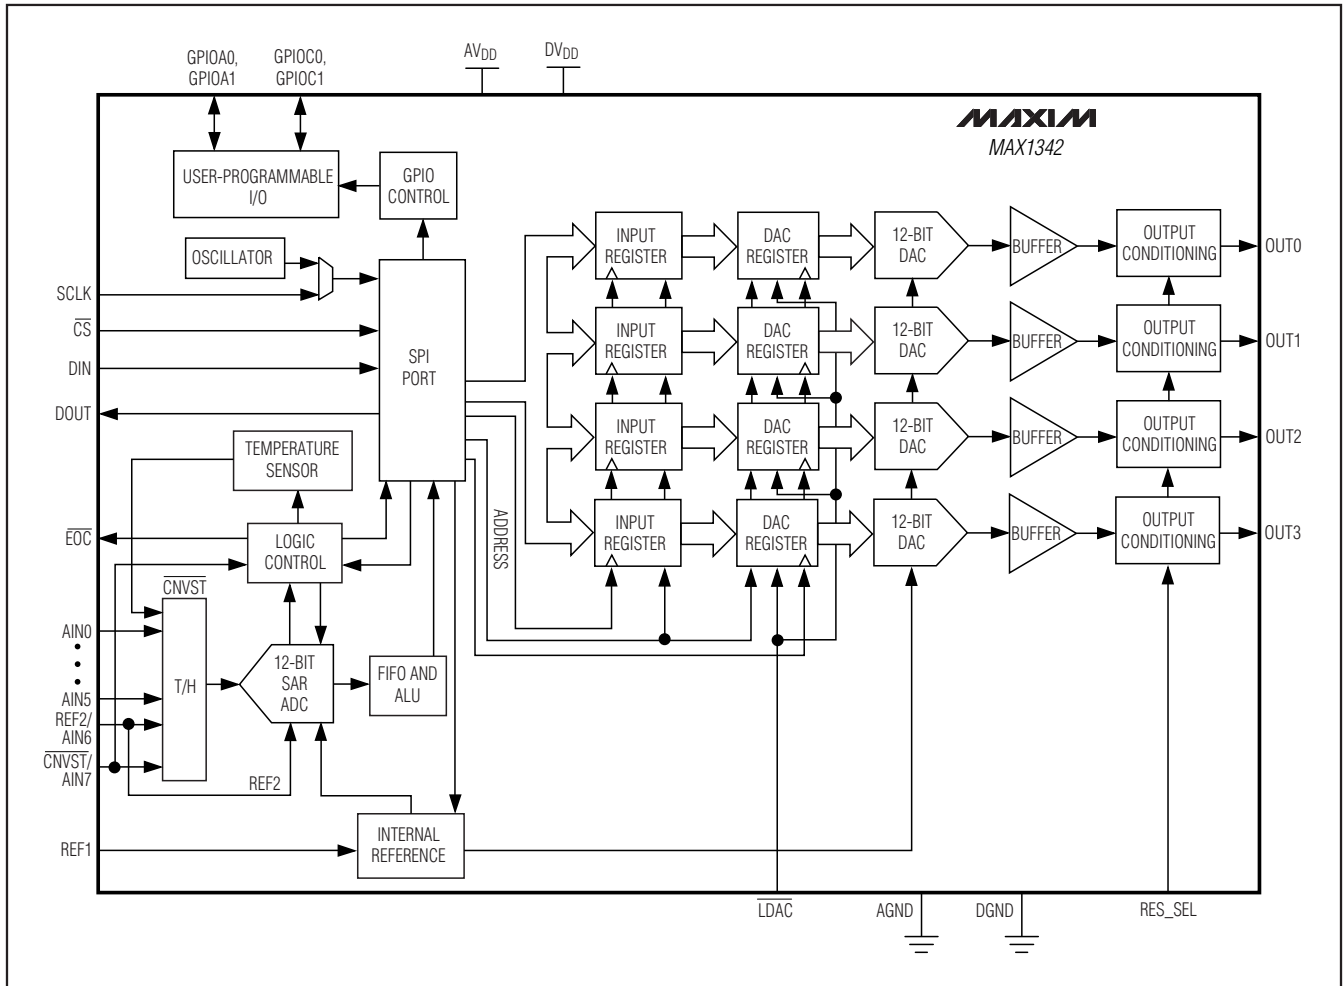 GPIOA0,
GPIOA1
GPIOC0,
GPIOC1
AVDD
DVDD
MAXIM
MAX1342
USER-PROGRAMMABLE
I/O
GPIO
CONTROL
OSCILLATOR
SCLK
CS
DIN
DOUT
SPI
PORT
TEMPERATURE
SENSOR
EOC
LOGIC
CONTROL
CNVST
AIN0
AIN5
REF2/
AIN6
CNVST/
AIN7
T/H
12-BIT
SAR
ADC
FIFO AND
ALU
REF2
REF1
INTERNAL
REFERENCE
ADDRESS
INPUT
REGISTER
DAC
REGISTER
12-BIT
DAC
BUFFER
OUTPUT
CONDITIONING
OUT0
INPUT
REGISTER
DAC
REGISTER
12-BIT
DAC
BUFFER
OUTPUT
CONDITIONING
OUT1
INPUT
REGISTER
DAC
REGISTER
12-BIT
DAC
BUFFER
OUTPUT
CONDITIONING
OUT2
INPUT
REGISTER
DAC
REGISTER
12-BIT
DAC
BUFFER
OUTPUT
CONDITIONING
OUT3
LDAC
AGND
DGND
RES_SEL